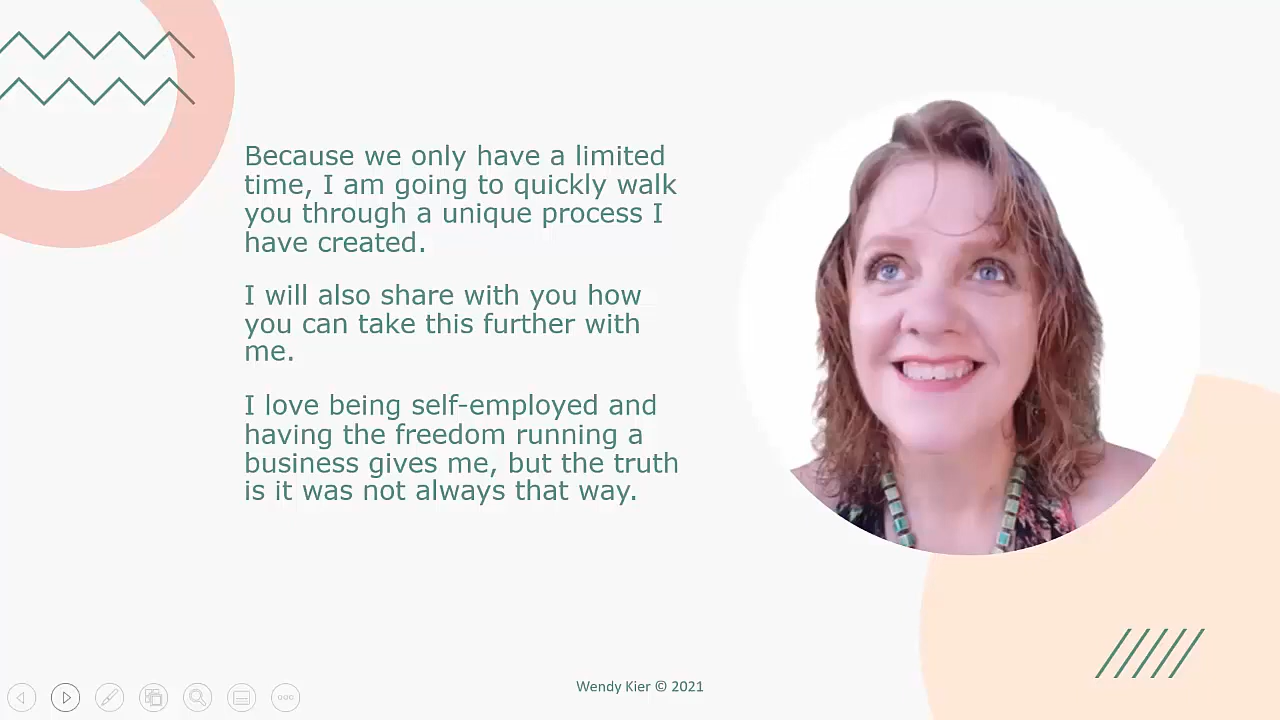 Because we only have a limited
time, I am going to quickly walk
you through a unique process I
have created.
I will also share with you how
you can take this further with
me.
I love being self-employed and
having the freedom running a
business gives me, but the truth
is it was not always that way.
Wendy Kier © 2021